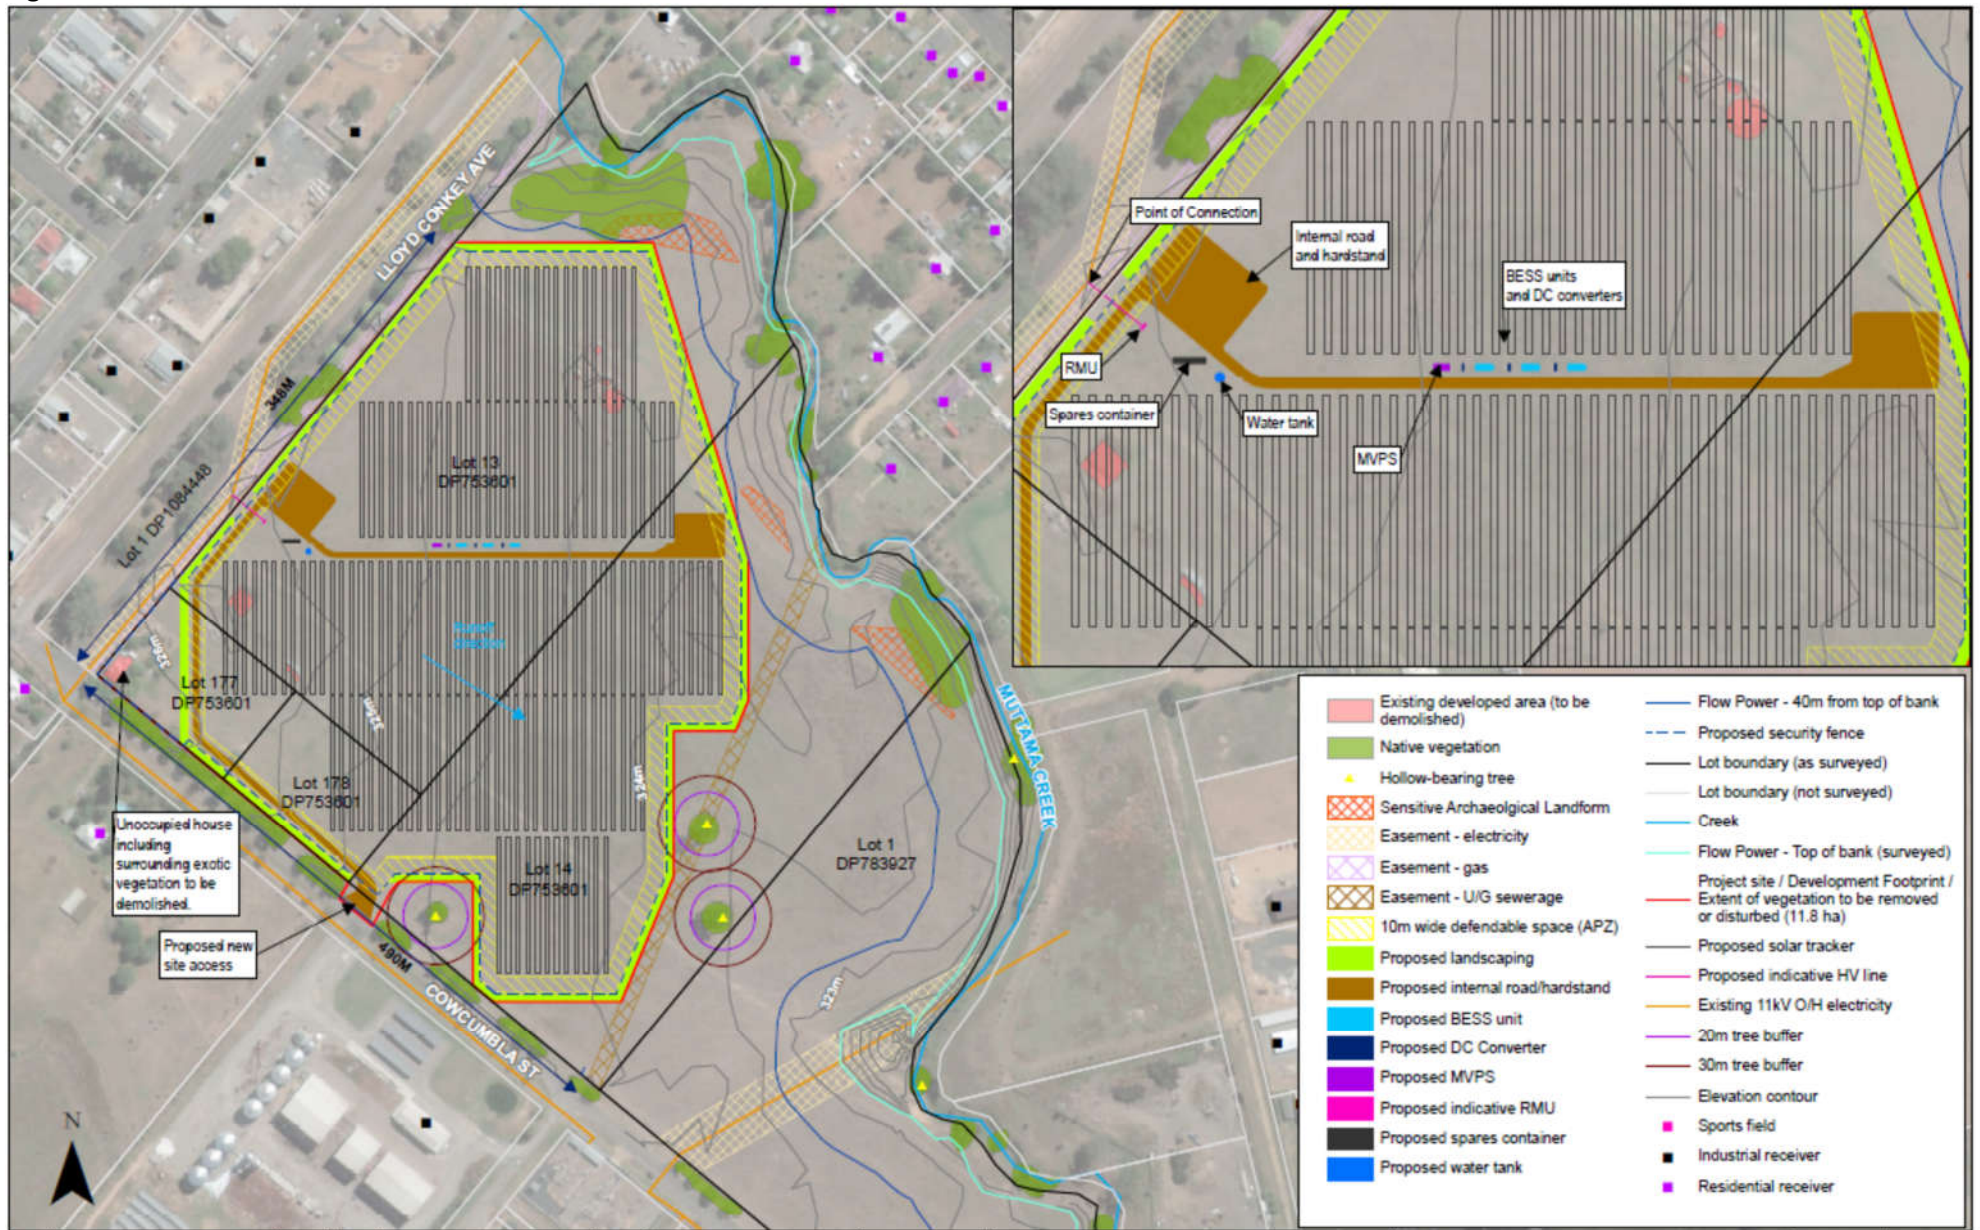 LLOYD CONKEY AVE
348M
Lot 1 DP1084448
Lot 13
DP753601
326m
Lot 177
DP753601
325m
Lot 178
DP753601
324m
Lot 14
DP753601
Lot 1
DP783927
323m
MUTTAMA CREEK
Unoccupied house
including
surrounding exotic
vegetation to be
demolished.
Proposed new
site access
490M
COWCUMBLA ST
N
Point of Connection
Internal road
and hardstand
BESS units
and DC converters
RMU
Spares container
Water tank
MVPS
Existing developed area (to be
demolished)
Native vegetation
Hollow-bearing tree
Sensitive Archaeolgical Landform
Easement - electricity
Easement - gas
Easement - U/G sewerage
10m wide defendable space (APZ)
Proposed landscaping
Proposed internal road/hardstand
Proposed BESS unit
Proposed DC Converter
Proposed MVPS
Proposed indicative RMU
Proposed spares container
Proposed water tank
Flow Power - 40m from top of bank
Proposed security fence
Lot boundary (as surveyed)
Lot boundary (not surveyed)
Creek
Flow Power - Top of bank (surveyed)
Project site / Development Footprint /
Extent of vegetation to be removed
or disturbed (11.8 ha)
Proposed solar tracker
Proposed indicative HV line
Existing 11kV O/H electricity
20m tree buffer
30m tree buffer
Elevation contour
Sports field
Industrial receiver
Residential receiver